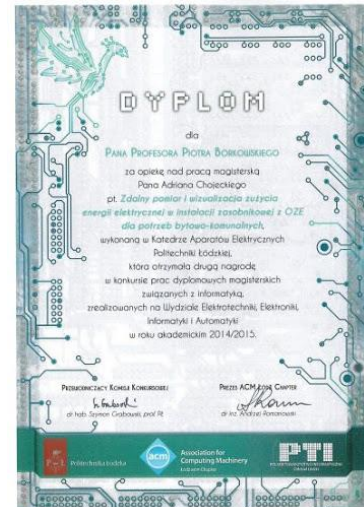 DYPLOM
dla
Pana Profesora Piotra Borkowskiego
za opiekę nad pracą magisterską
Pana Adriana Chojeckiego
pt. Zdalny pomiar i wizualizacja zużycia
energii elektrycznej w instalacji zasobnikowej z OZE
dla potrzeb bytowo-komunalnych,
wykonaną w Katedrze Aparatów Elektrycznych
Politechniki Łódzkiej,
która otrzymała drugą nagrodę
w konkursie prac dyplomowych magisterskich
związanych z informatyką,
zrealizowanych na Wydziale Elektrotechniki, Elektroniki,
Informatyki i Automatyki
w roku akademickim 2014/2015.
Przewodniczący Komisji Konkursowej
dr hab. Szymon Grabowski, prof. PŁ
Prezes ACM Łódź Chapter
dr inż. Andrzej Romanowski
Politechnika Łódzka
acm
Association for
Computing Machinery
Łódź ACM Chapter
PTI